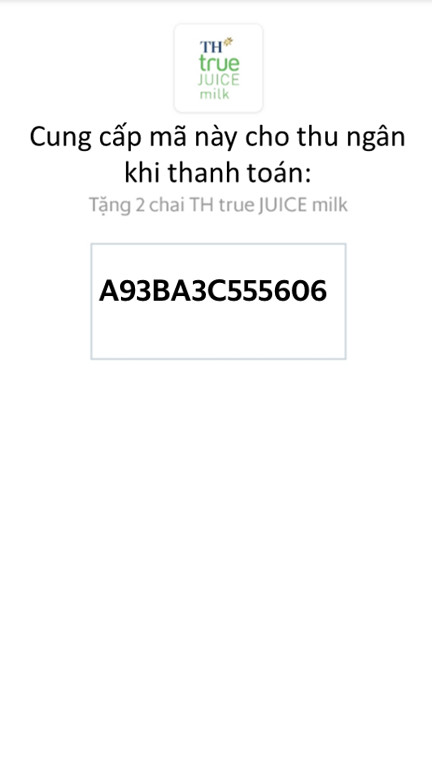 TH
true
JUICE
milk
Cung cấp mã này cho thu ngân
khi thanh toán:
Tặng 2 chai TH true JUICE milk
A93BA3C555606